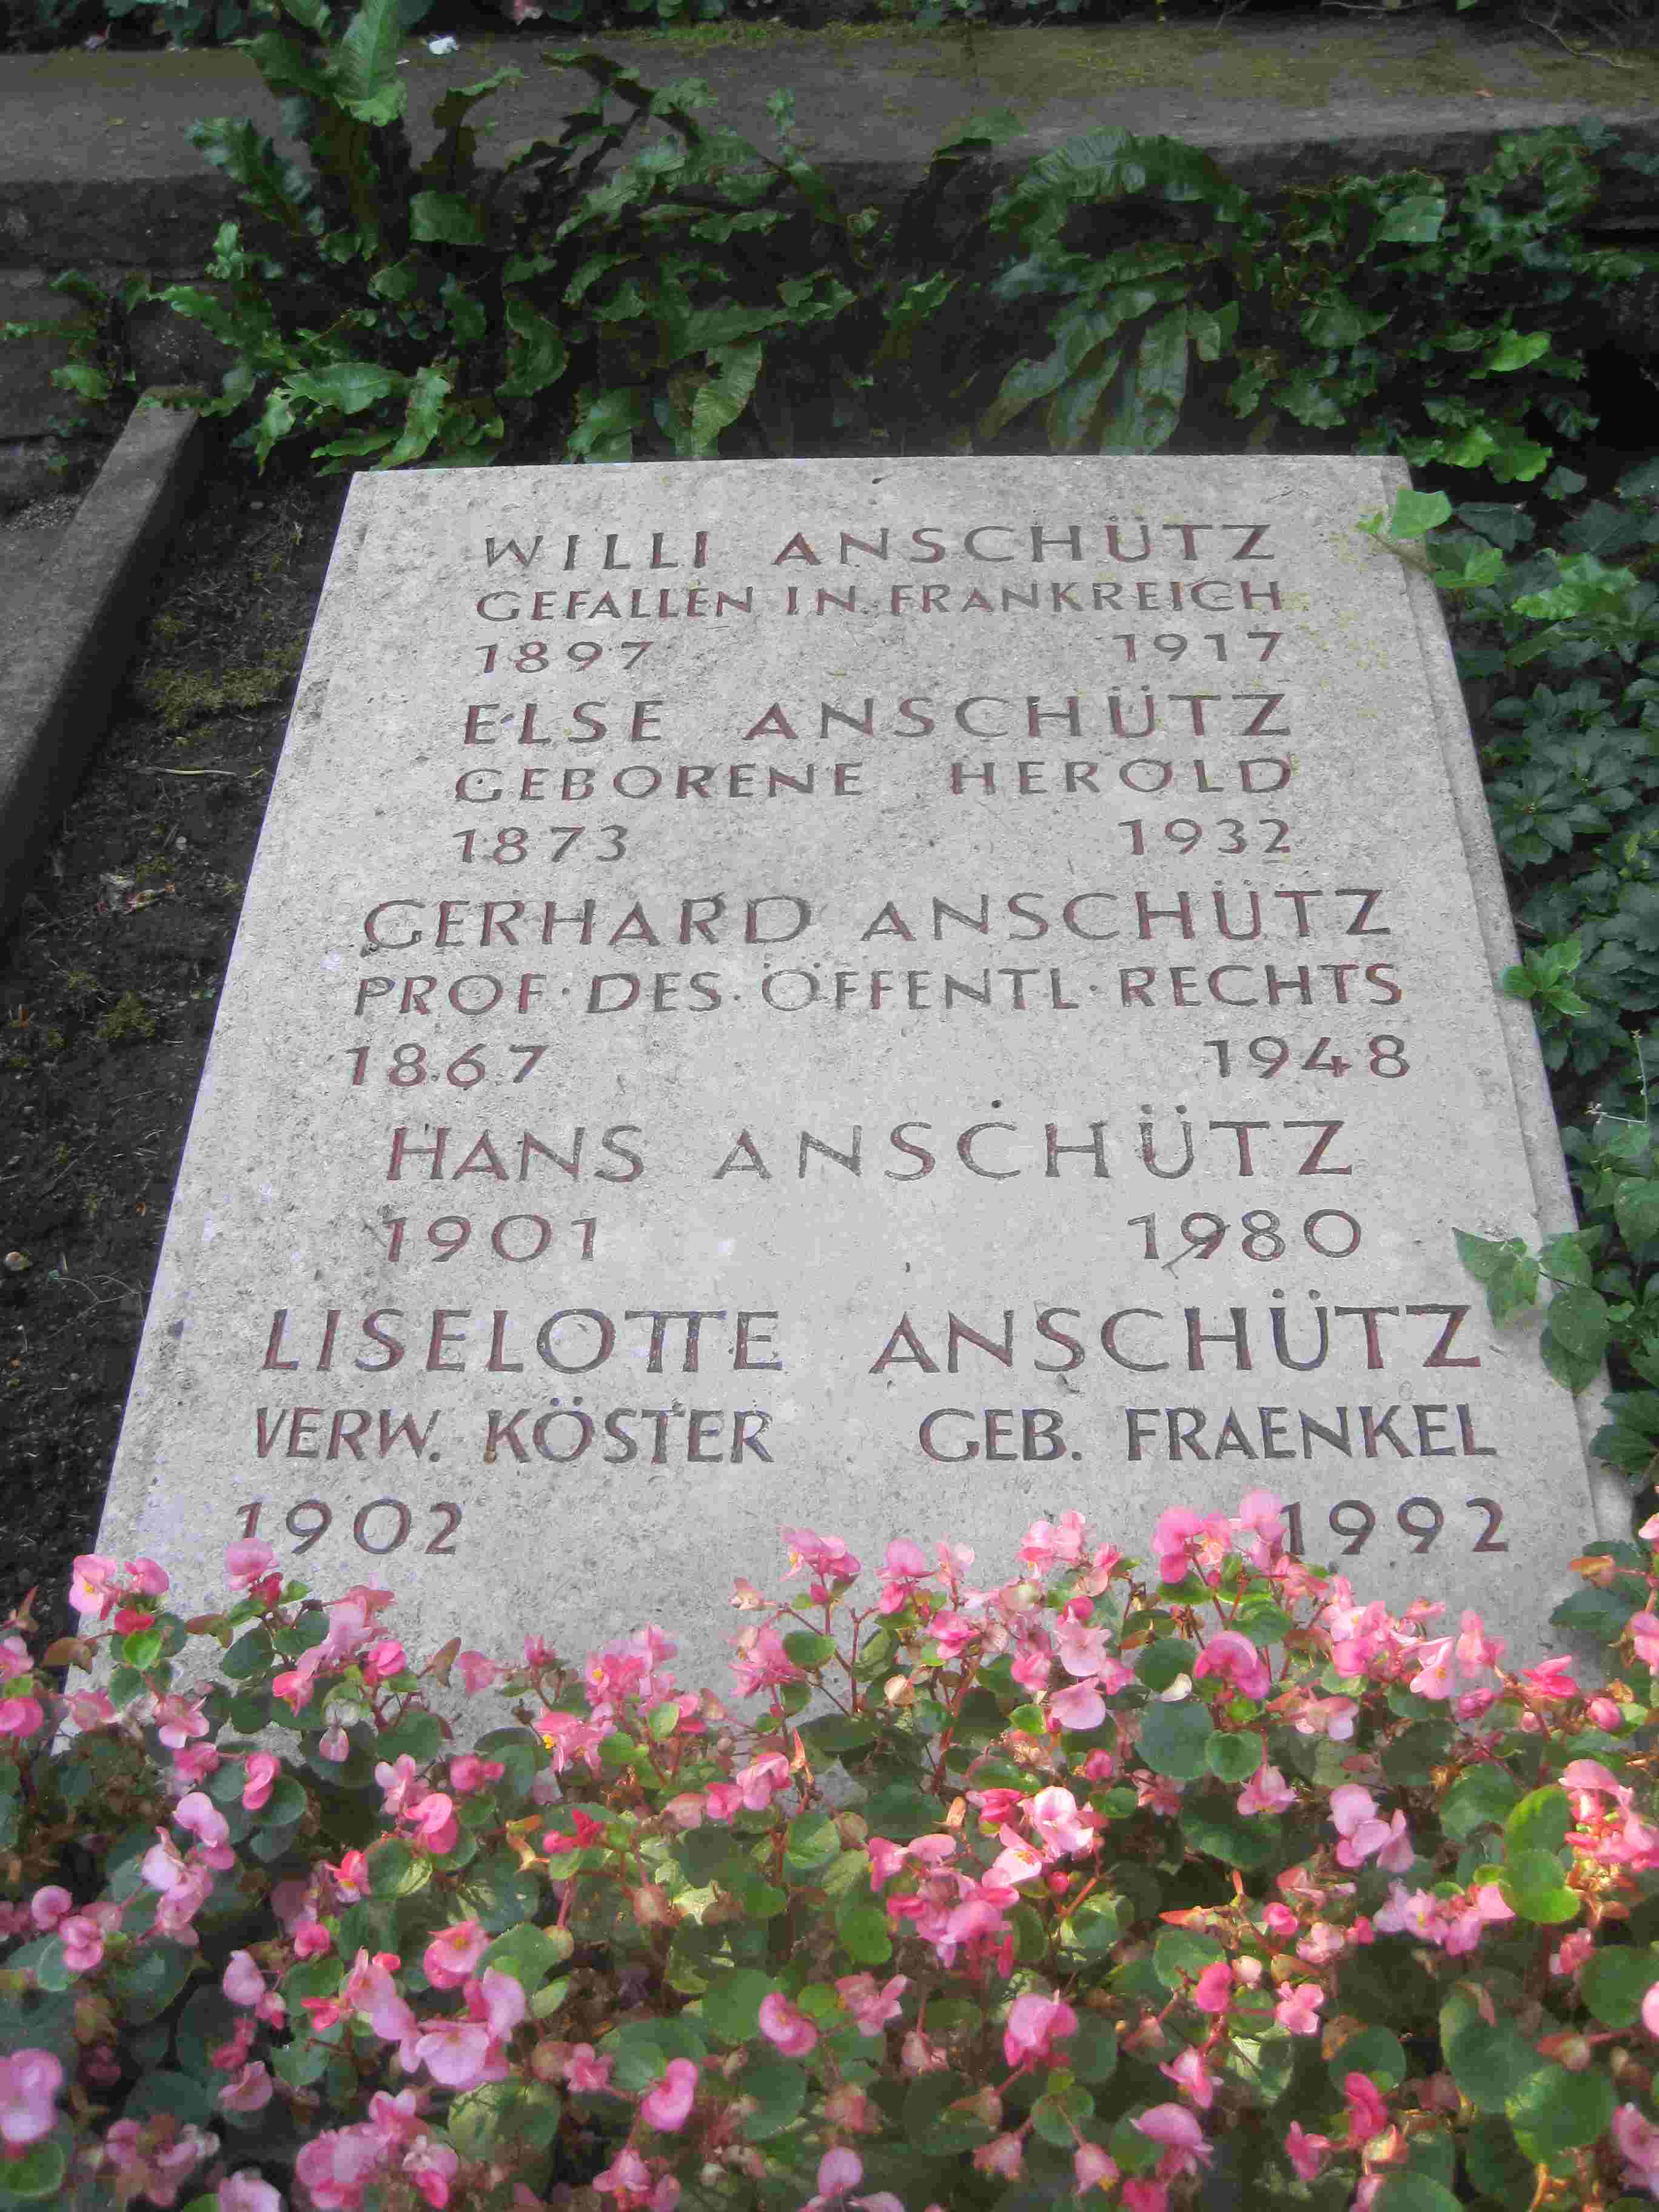 WILLI ANSCHÜTZ
GEFALLEN IN FRANKREICH
1897 1917
ELSE ANSCHÜTZ
GEBORENE HEROLD
1873 1932
GERHARD ANSCHÜTZ
PROF· DES· ÖFFENTL· RECHTS
1867 1948
HANS ANSCHÜTZ
1901 1980
LISELOTTE ANSCHÜTZ
VERW. KÖSTER GEB. FRAENKEL
1902 1992